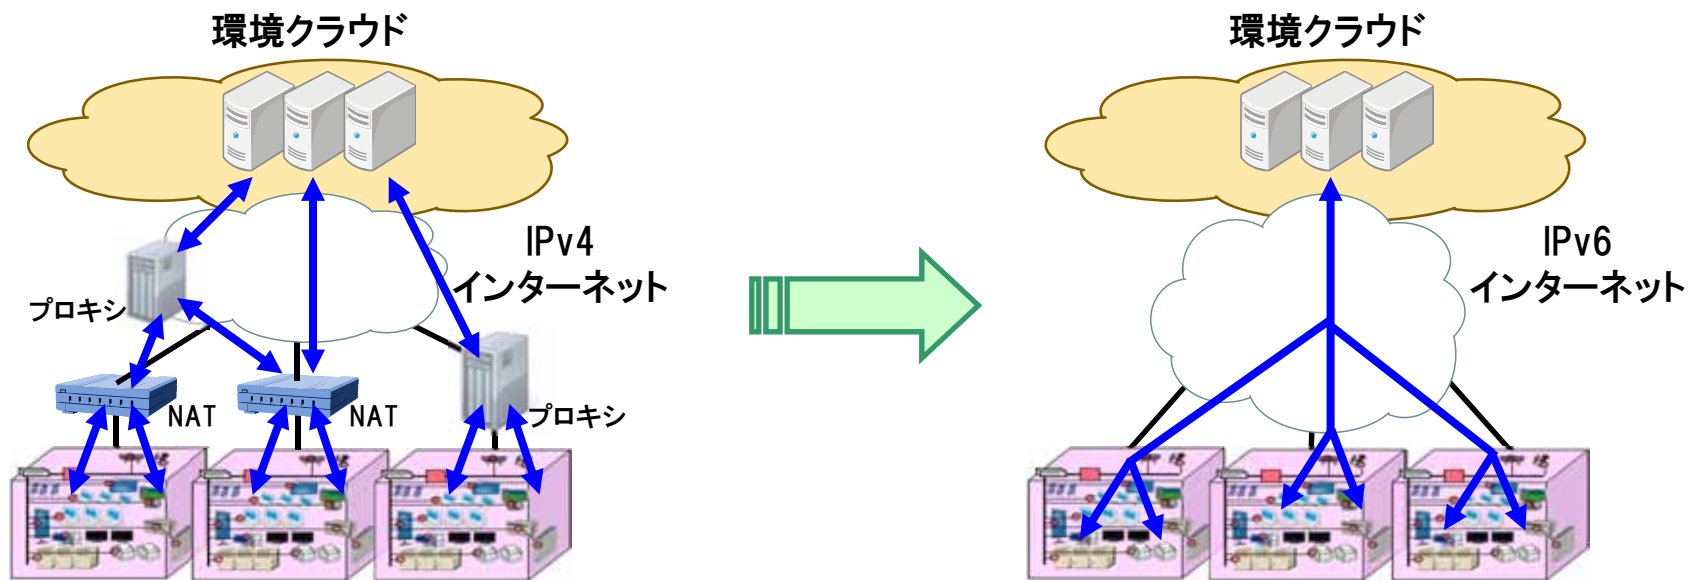 環境クラウド
IPv4
インターネット
プロキシ
NAT
NAT
プロキシ
環境クラウド
IPv6
インターネット